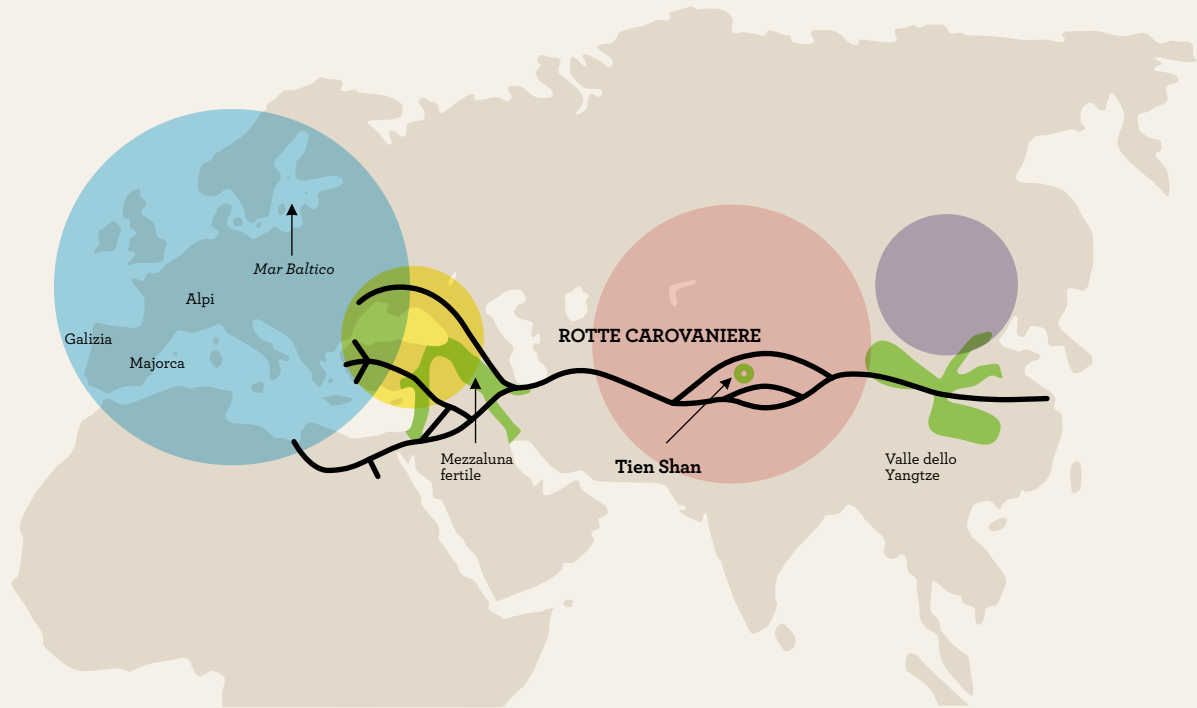 Mar Baltico
Alpi
Galizia
Majorca
ROTTE CAROVANIERE
Mezzaluna
fertile
Tien Shan
Valle dello
Yangtze